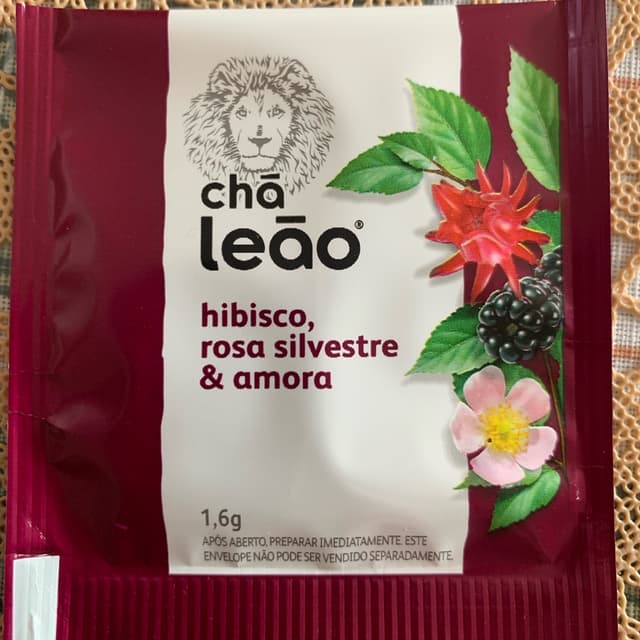 chá
leão®
hibisco,
rosa silvestre
& amora
1,6g
APÓS ABERTO, PREPARAR IMEDIATAMENTE. ESTE
ENVELOPE NÃO PODE SER VENDIDO SEPARADAMENTE.